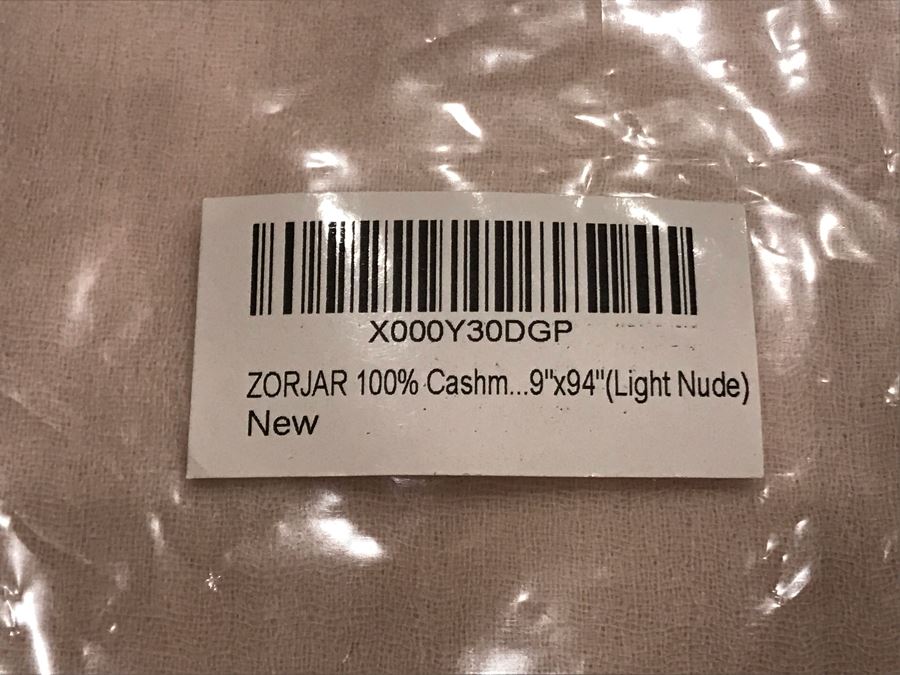 X000Y30DGP
ZORJAR 100% Cashm...9"x94"(Light Nude)
New